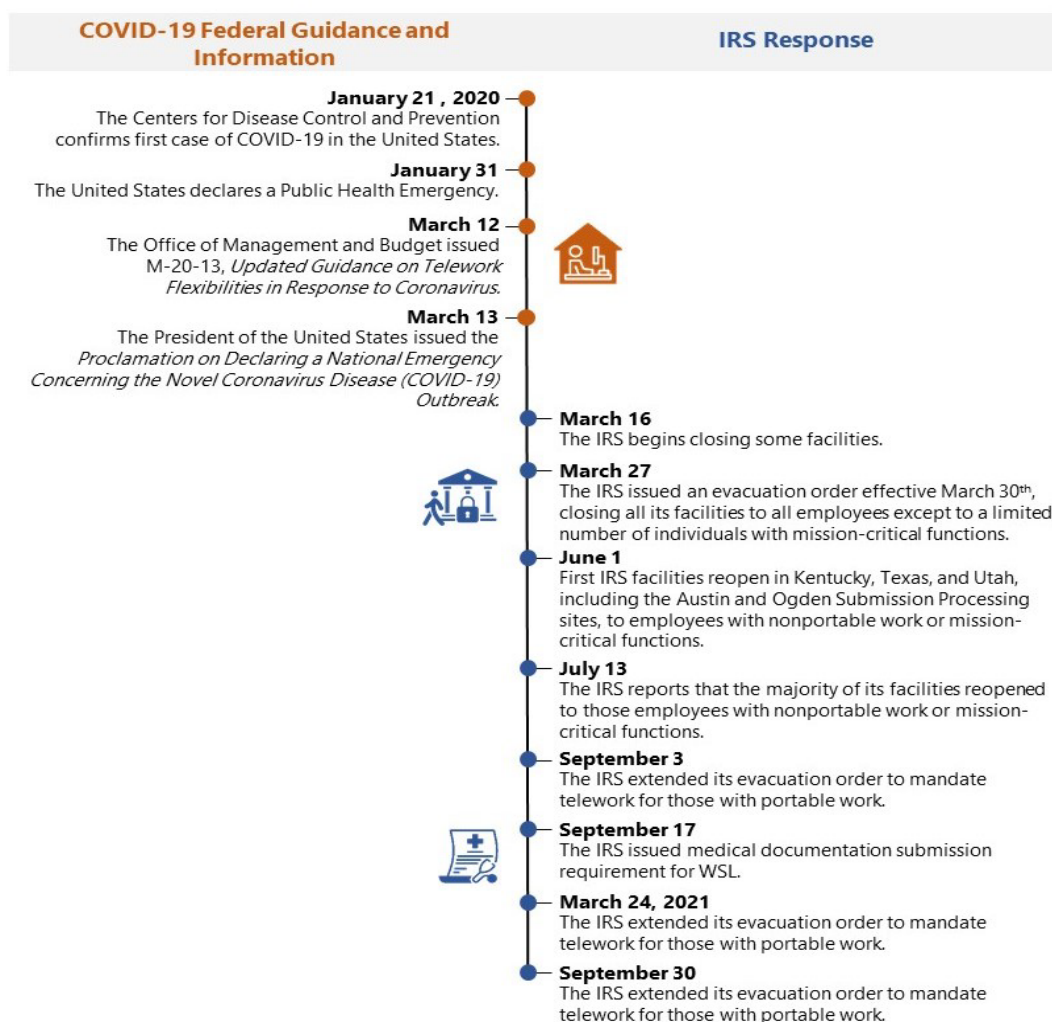 COVID-19 Federal Guidance and
Information
IRS Response
January 21 , 2020
The Centers for Disease Control and Prevention
confirms first case of COVID-19 in the United States.
January 31
The United States declares a Public Health Emergency.
March 12
The Office of Management and Budget issued
M-20-13, Updated Guidance on Telework
Flexibilities in Response to Coronavirus.
March 13
The President of the United States issued the
Proclamation on Declaring a National Emergency
Concerning the Novel Coronavirus Disease (COVID-19)
Outbreak.
March 16
The IRS begins closing some facilities.
March 27
The IRS issued an evacuation order effective March 30th,
closing all its facilities to all employees except to a limited
number of individuals with mission-critical functions.
June 1
First IRS facilities reopen in Kentucky, Texas, and Utah,
including the Austin and Ogden Submission Processing
sites, to employees with nonportable work or mission-
critical functions.
July 13
The IRS reports that the majority of its facilities reopened
to those employees with nonportable work or mission-
critical functions.
September 3
The IRS extended its evacuation order to mandate
telework for those with portable work.
September 17
The IRS issued medical documentation submission
requirement for WSL.
March 24, 2021
The IRS extended its evacuation order to mandate
telework for those with portable work.
September 30
The IRS extended its evacuation order to mandate
telework for those with portable work.